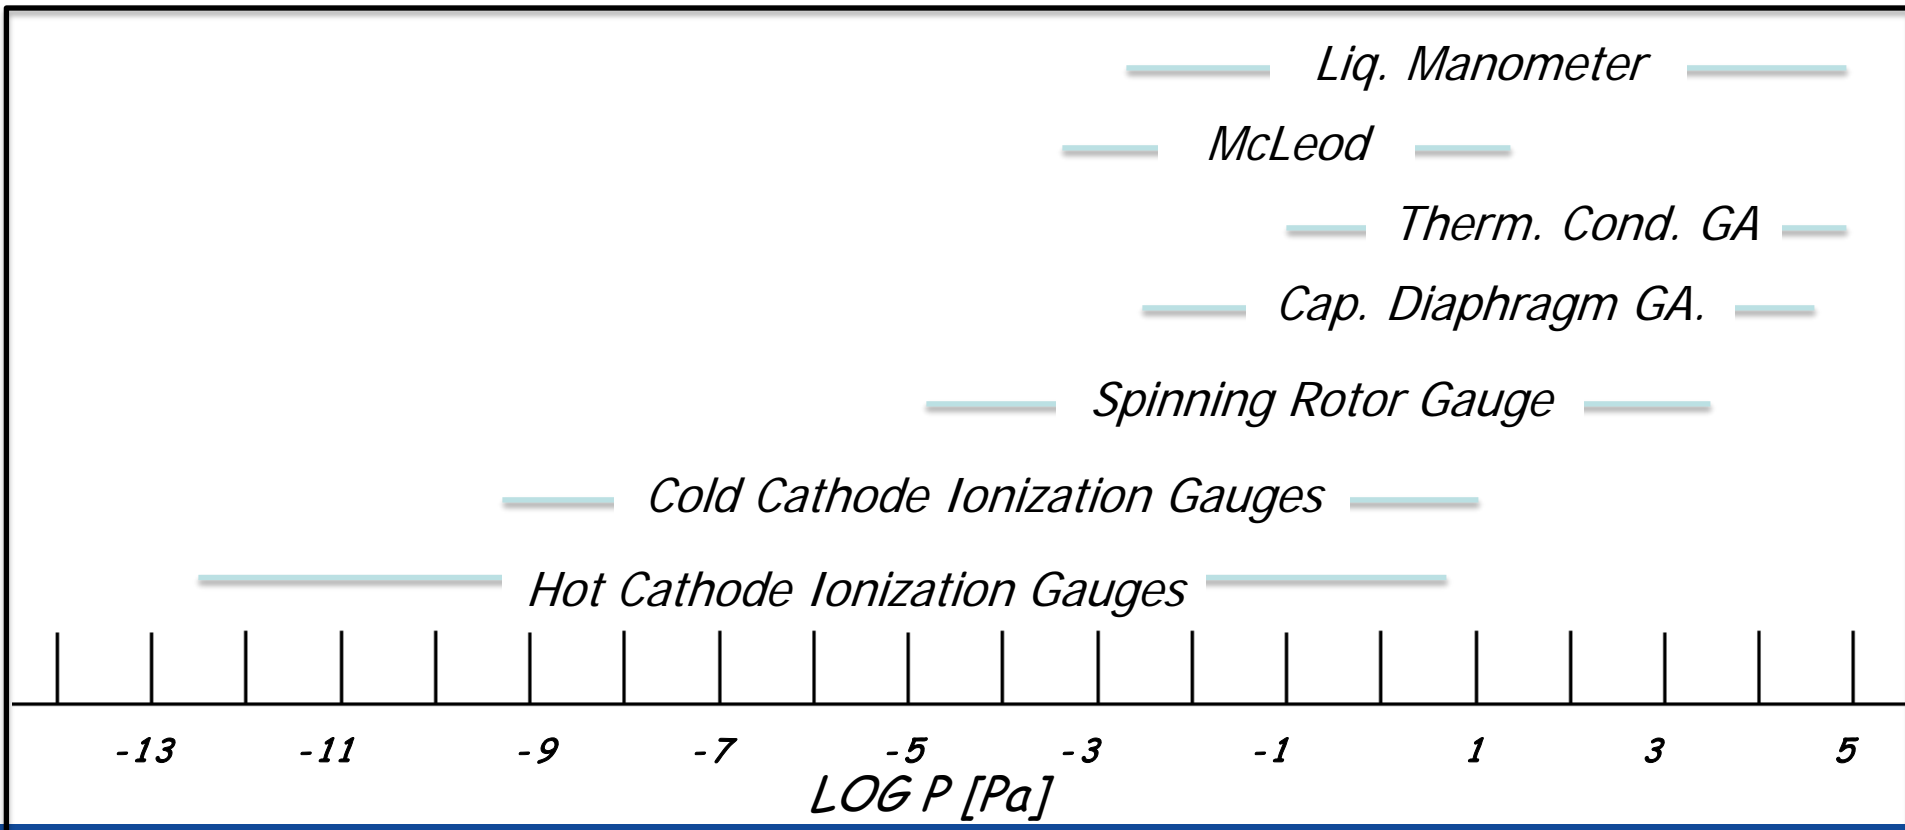 Liq. Manometer
McLeod
Therm. Cond. GA
Cap. Diaphragm GA.
Spinning Rotor Gauge
Cold Cathode Ionization Gauges
Hot Cathode Ionization Gauges
-13 -11 -9 -7 -5 -3 -1 1 3 5
LOG P [Pa]